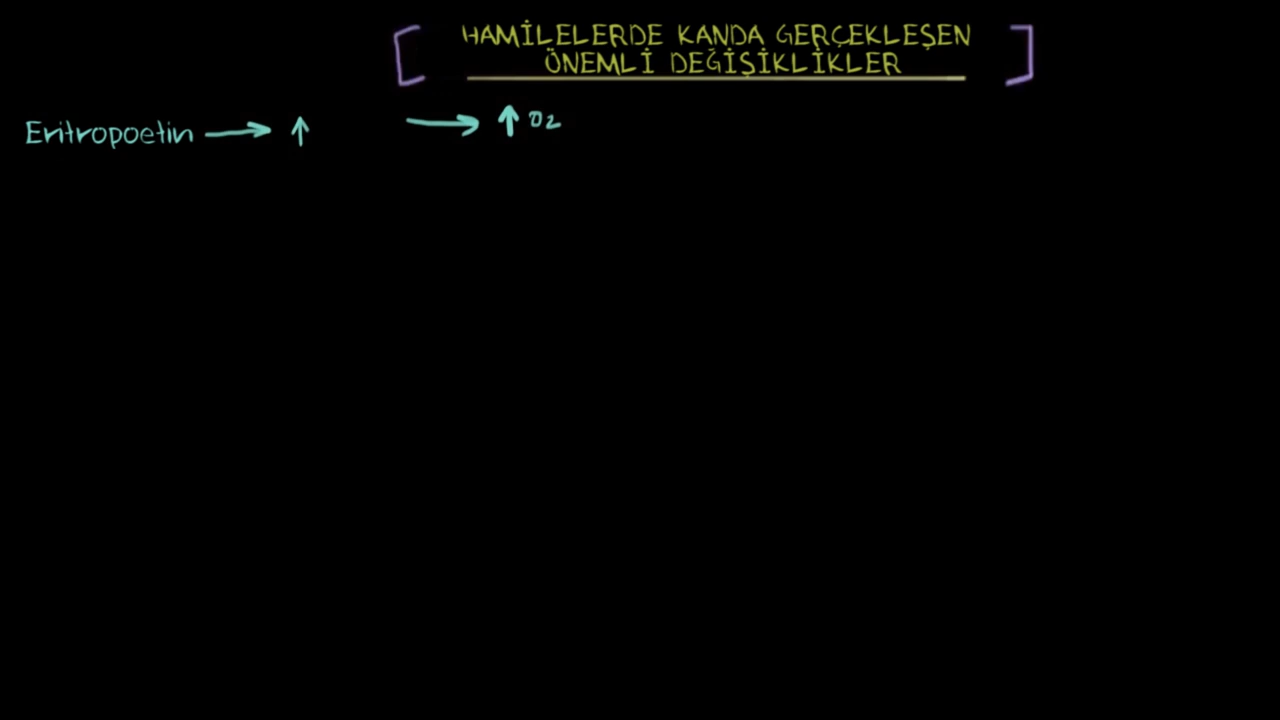 HAMİLELERDE KANDA GERÇEKLEŞEN
ÖNEMLİ DEĞİŞİKLİKLER
Eritropoetin → ↑ → ↑ O2